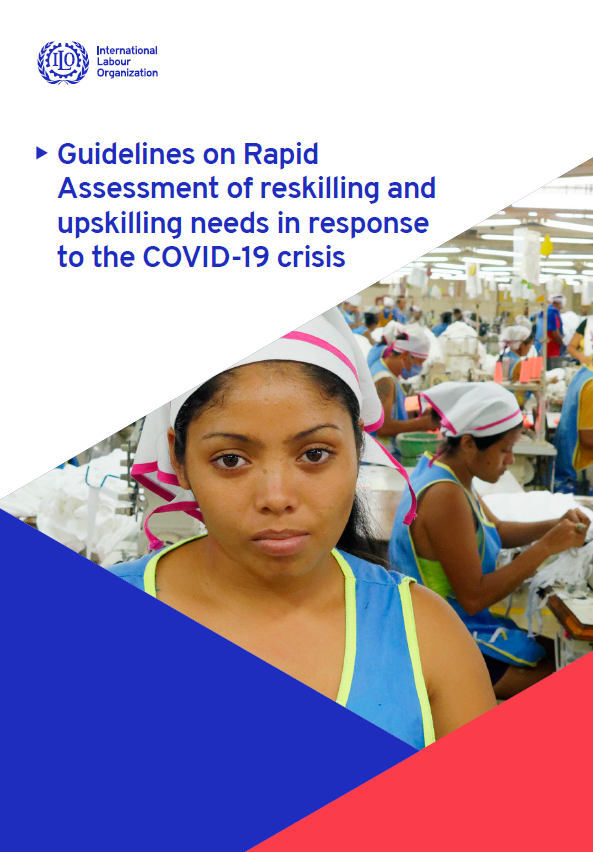 ILO
International
Labour
Organization
Guidelines on Rapid
Assessment of reskilling and
upskilling needs in response
to the COVID-19 crisis